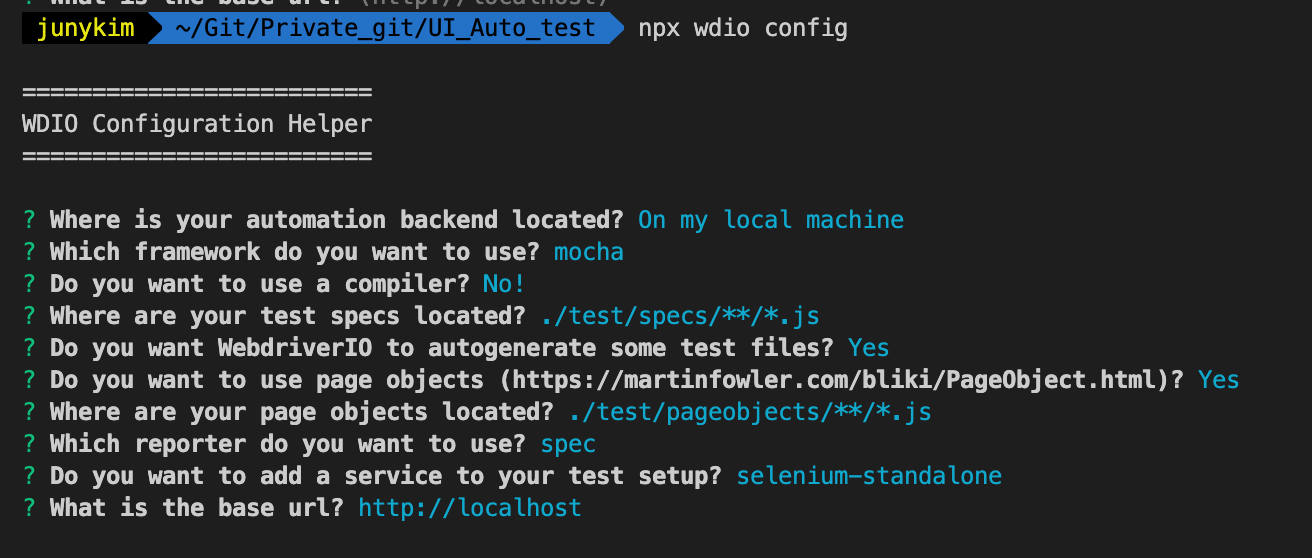 ? What is the base url? (http://localhost)
junykim ~/Git/Private_git/UI_Auto_test npx wdio config
=========================
WDIO Configuration Helper
=========================
? Where is your automation backend located? On my local machine
? Which framework do you want to use? mocha
? Do you want to use a compiler? No!
? Where are your test specs located? ./test/specs/**/*.js
? Do you want WebdriverIO to autogenerate some test files? Yes
? Do you want to use page objects (https://martinfowler.com/bliki/PageObject.html)? Yes
? Where are your page objects located? ./test/pageobjects/**/*.js
? Which reporter do you want to use? spec
? Do you want to add a service to your test setup? selenium-standalone
? What is the base url? http://localhost